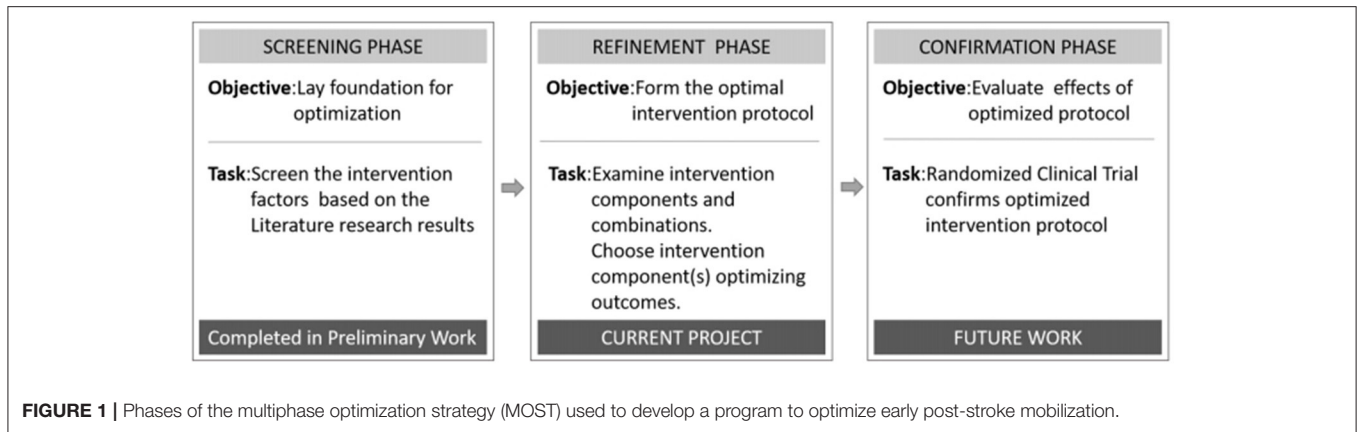 SCREENING PHASE
Objective:Lay foundation for
optimization
Task:Screen the intervention
factors based on the
Literature research results
Completed in Preliminary Work
REFINEMENT PHASE
Objective:Form the optimal
intervention protocol
Task:Examine intervention
components and
combinations.
Choose intervention
component(s) optimizing
outcomes.
CURRENT PROJECT
CONFIRMATION PHASE
Objective:Evaluate effects of
optimized protocol
Task:Randomized Clinical Trial
confirms optimized
intervention protocol
FUTURE WORK
FIGURE 1 | Phases of the multiphase optimization strategy (MOST) used to develop a program to optimize early post-stroke mobilization.